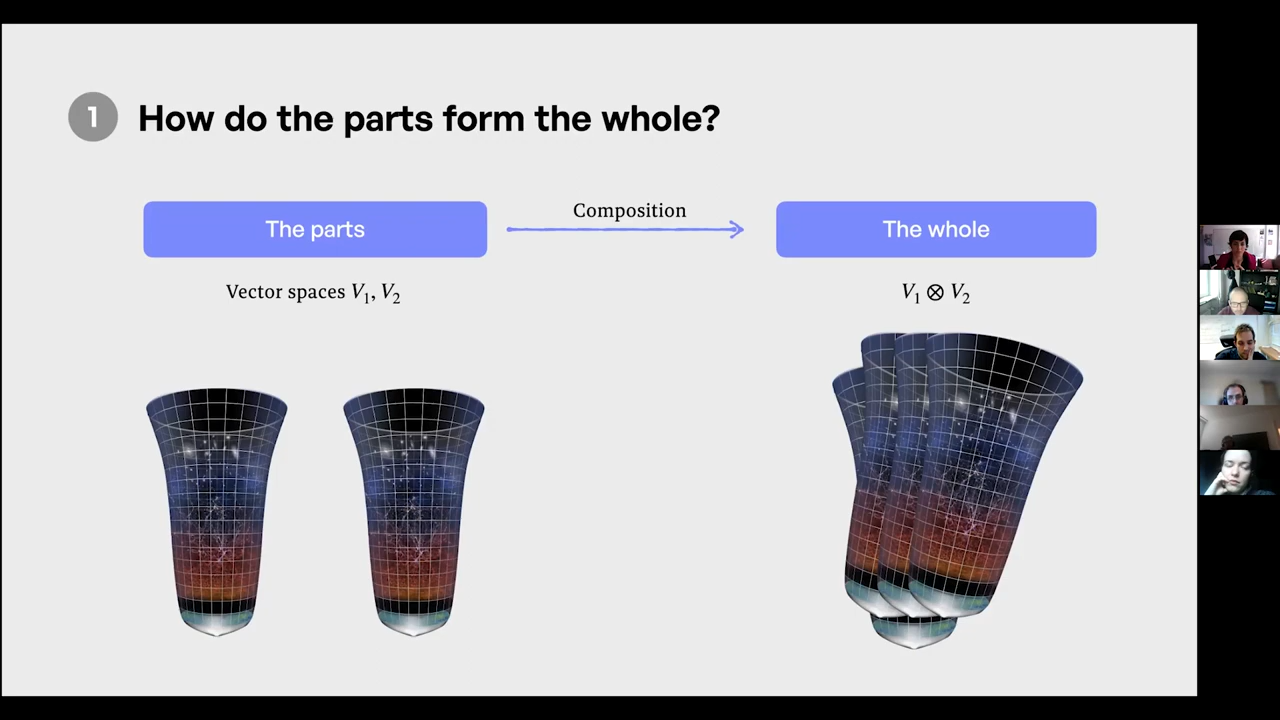 1 How do the parts form the whole?
The parts
Composition
The whole
Vector spaces V₁, V₂
V₁ ⊗ V₂